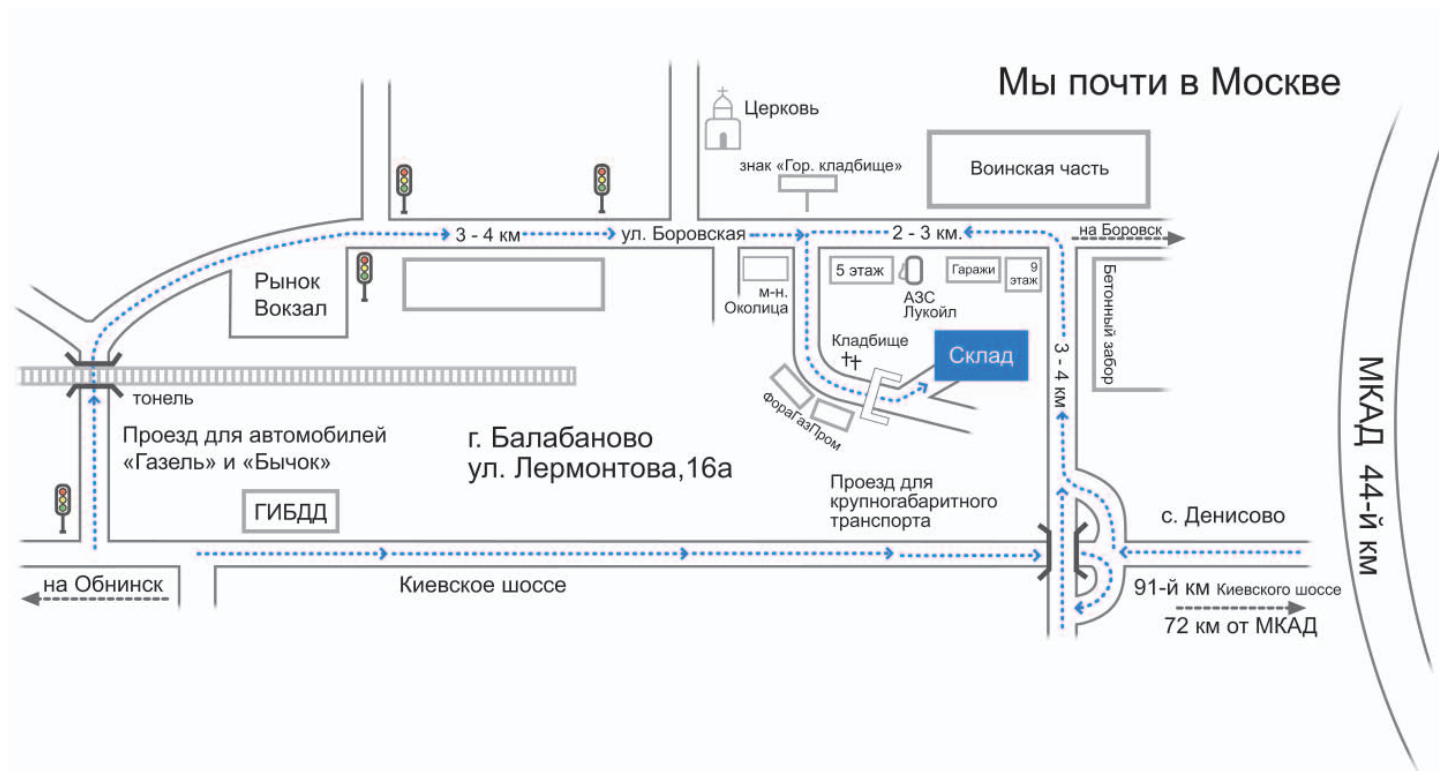 Мы почти в Москве
Церковь
знак «Гор. кладбище»
Воинская часть
3 - 4 км
ул. Боровская
2 - 3 км.
на Боровск
Рынок
Вокзал
м-н.
Околица
5 этаж
АЗС
Лукойл
Гаражи
9
этаж
Бетонный забор
Кладбище
Склад
3 - 4 км
МКАД 44-й км
тонель
ФораГазПром
Проезд для автомобилей
«Газель» и «Бычок»
г. Балабаново
ул. Лермонтова,16а
Проезд для
крупногабаритного
транспорта
ГИБДД
с. Денисово
на Обнинск
Киевское шоссе
91-й км Киевского шоссе
72 км от МКАД